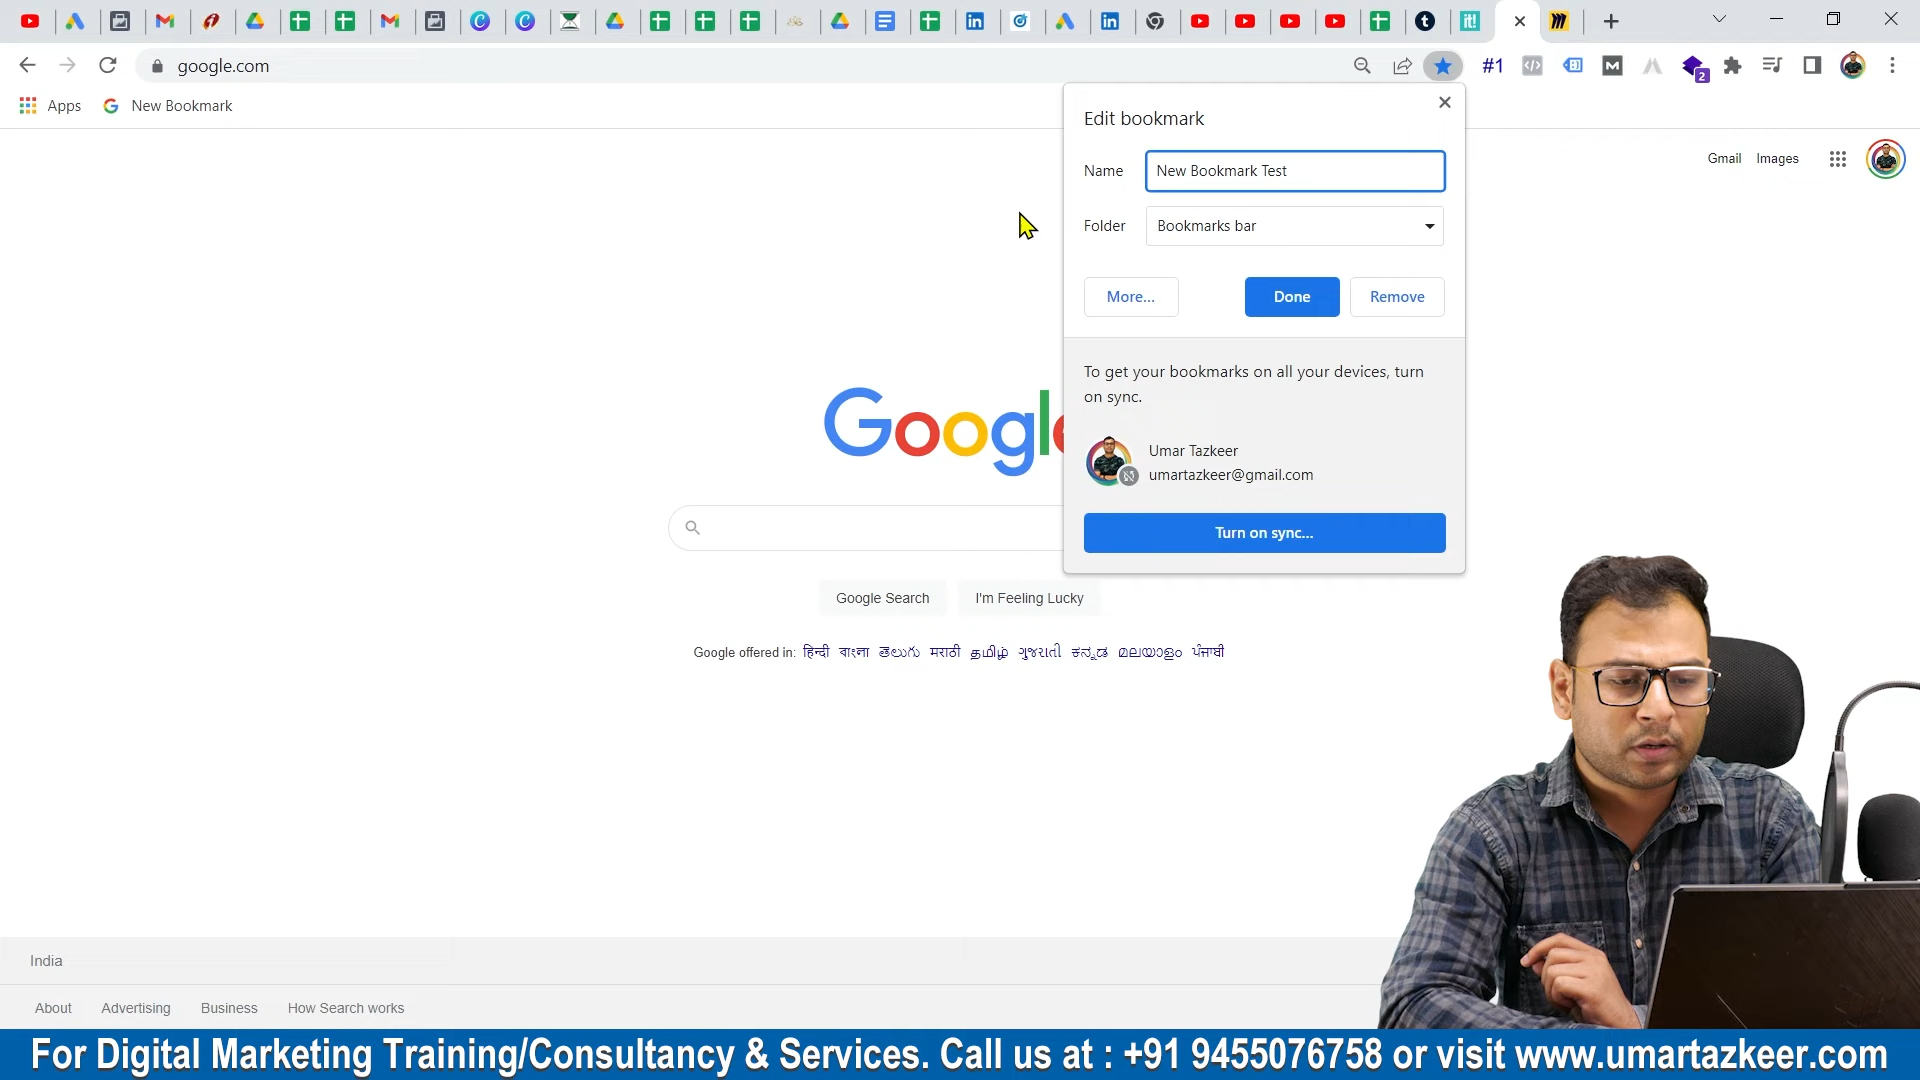 google.com
#1
2
Apps
New Bookmark
Edit bookmark
Name
New Bookmark Test
Folder
Bookmarks bar
More...
Done
Remove
To get your bookmarks on all your devices, turn
on sync.
Umar Tazkeer
umartazkeer@gmail.com
Turn on sync...
Gmail
Images
Google
Google Search
I'm Feeling Lucky
Google offered in: हिन्दी বাংলা తెలుగు मराठी தமிழ் ગુજરાતી ಕನ್ನಡ മലയാളം ਪੰਜਾਬੀ
India
About
Advertising
Business
How Search works
For Digital Marketing Training/Consultancy & Services. Call us at : +91 9455076758 or visit www.umartazkeer.com